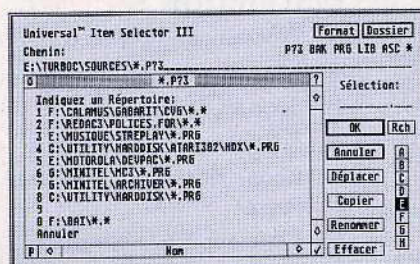 Universal™ Item Selector III
Format Dossier
Chemin:
P73 BAK PRG LIB ASC *
E:\TURBOC\SOURCES\*.P73
*.P73
?
Sélection:
Indiquez un Répertoire:
1 F:\CALAMUS\GABARIT\CVG\*.*
2 F:\REDAC3\POLICES.FOR\*.*
3 E:\MUSIQUE\STREPLAY\*.PRG
4 C:\UTILITY\HARDDISK\ATARI382\HDX\*.PRG
5 E:\MOTOROLA\DEVPAC\*.PRG
6 G:\MINITEL\MC3\*.PRG
7 G:\MINITEL\ARCHIVER\*.PRG
8 C:\UTILITY\HARDDISK\*.PRG
9
0 F:\BAI\*.*
Annuler
P Nom
OK Rch
Annuler
Déplacer
Copier
Renommer
Effacer
A
B
C
D
E
F
G
H